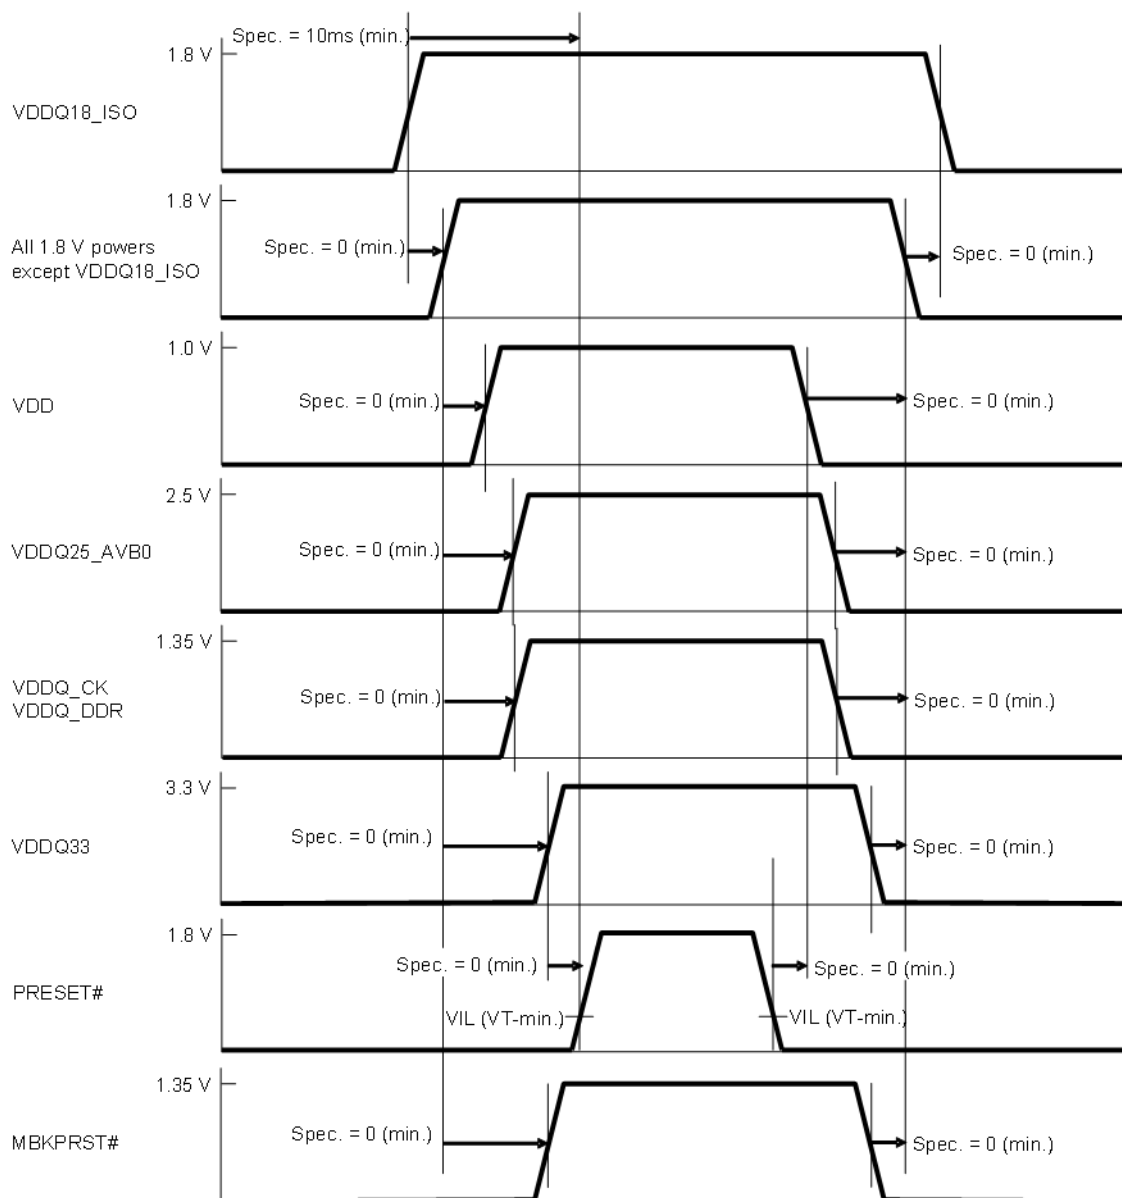 Spec. = 10ms (min.)
1.8 V
VDDQ18_ISO
1.8 V
All 1.8 V powers
except VDDQ18_ISO
Spec. = 0 (min.)
Spec. = 0 (min.)
1.0 V
VDD
Spec. = 0 (min.)
Spec. = 0 (min.)
2.5 V
VDDQ25_AVB0
Spec. = 0 (min.)
Spec. = 0 (min.)
1.35 V
VDDQ_CK
VDDQ_DDR
Spec. = 0 (min.)
Spec. = 0 (min.)
3.3 V
VDDQ33
Spec. = 0 (min.)
Spec. = 0 (min.)
1.8 V
PRESET#
Spec. = 0 (min.)
Spec. = 0 (min.)
VIL (VT-min.)
VIL (VT-min.)
1.35 V
MBKPRST#
Spec. = 0 (min.)
Spec. = 0 (min.)